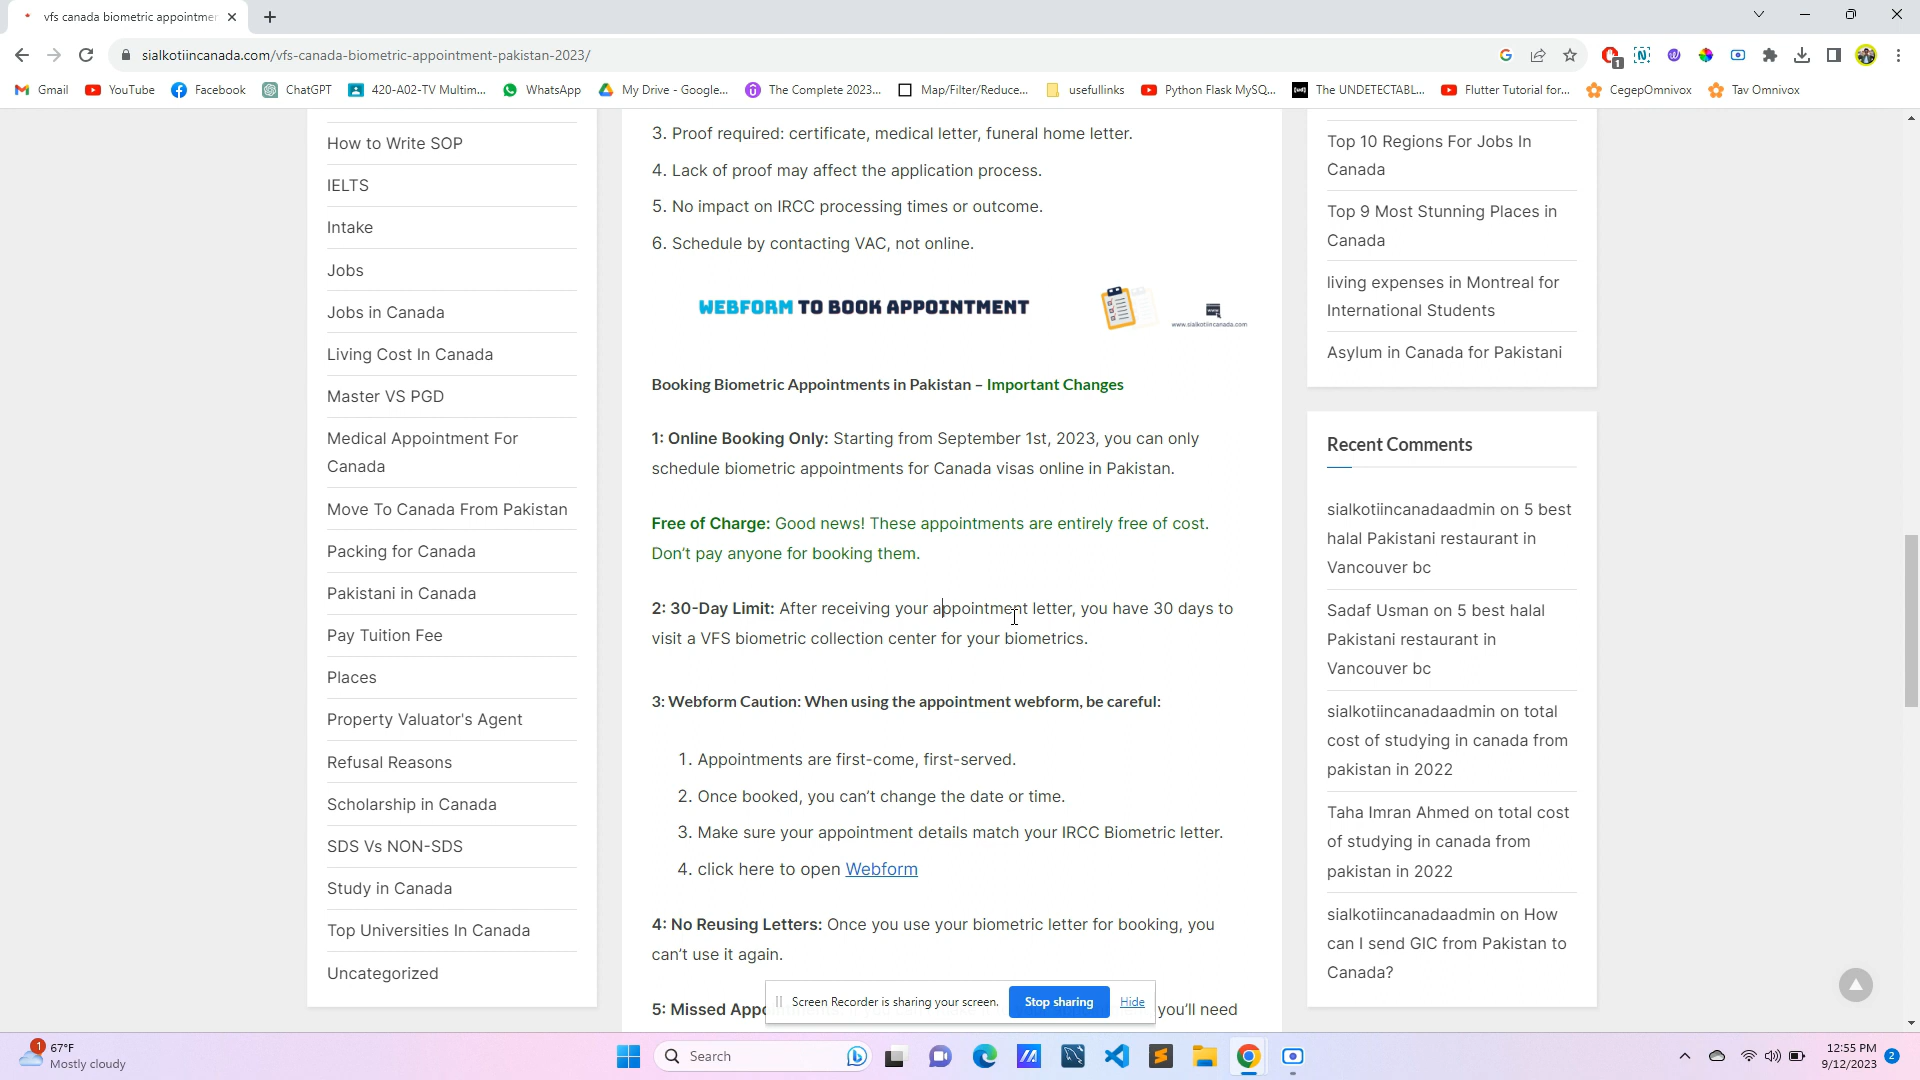 vfs canada biometric appointmen
sialkotiincanada.com/vfs-canada-biometric-appointment-pakistan-2023/
1
Gmail
YouTube
Facebook
ChatGPT
420-A02-TV Multim...
WhatsApp
My Drive - Google...
The Complete 2023...
Map/Filter/Reduce...
usefullinks
Python Flask MySQ...
The UNDETECTABL...
Flutter Tutorial for...
CegepOmnivox
Tav Omnivox
How to Write SOP
IELTS
Intake
Jobs
Jobs in Canada
Living Cost In Canada
Master VS PGD
Medical Appointment For
Canada
Move To Canada From Pakistan
Packing for Canada
Pakistani in Canada
Pay Tuition Fee
Places
Property Valuator's Agent
Refusal Reasons
Scholarship in Canada
SDS Vs NON-SDS
Study in Canada
Top Universities In Canada
Uncategorized
3. Proof required: certificate, medical letter, funeral home letter.
4. Lack of proof may affect the application process.
5. No impact on IRCC processing times or outcome.
6. Schedule by contacting VAC, not online.
WEBFORM TO BOOK APPOINTMENT
www.sialkotiincanada.com
Booking Biometric Appointments in Pakistan – Important Changes
1: Online Booking Only: Starting from September 1st, 2023, you can only
schedule biometric appointments for Canada visas online in Pakistan.
Free of Charge: Good news! These appointments are entirely free of cost.
Don't pay anyone for booking them.
2: 30-Day Limit: After receiving your appointment letter, you have 30 days to
visit a VFS biometric collection center for your biometrics.
3: Webform Caution: When using the appointment webform, be careful:
1. Appointments are first-come, first-served.
2. Once booked, you can't change the date or time.
3. Make sure your appointment details match your IRCC Biometric letter.
4. click here to open Webform
4: No Reusing Letters: Once you use your biometric letter for booking, you
can't use it again.
5: Missed Appo
you'll need
Screen Recorder is sharing your screen.
Stop sharing
Hide
Top 10 Regions For Jobs In
Canada
Top 9 Most Stunning Places in
Canada
living expenses in Montreal for
International Students
Asylum in Canada for Pakistani
Recent Comments
sialkotiincanadaadmin on 5 best
halal Pakistani restaurant in
Vancouver bc
Sadaf Usman on 5 best halal
Pakistani restaurant in
Vancouver bc
sialkotiincanadaadmin on total
cost of studying in canada from
pakistan in 2022
Taha Imran Ahmed on total cost
of studying in canada from
pakistan in 2022
sialkotiincanadaadmin on How
can I send GIC from Pakistan to
Canada?
1
67°F
Mostly cloudy
Search
12:55 PM
9/12/2023
2